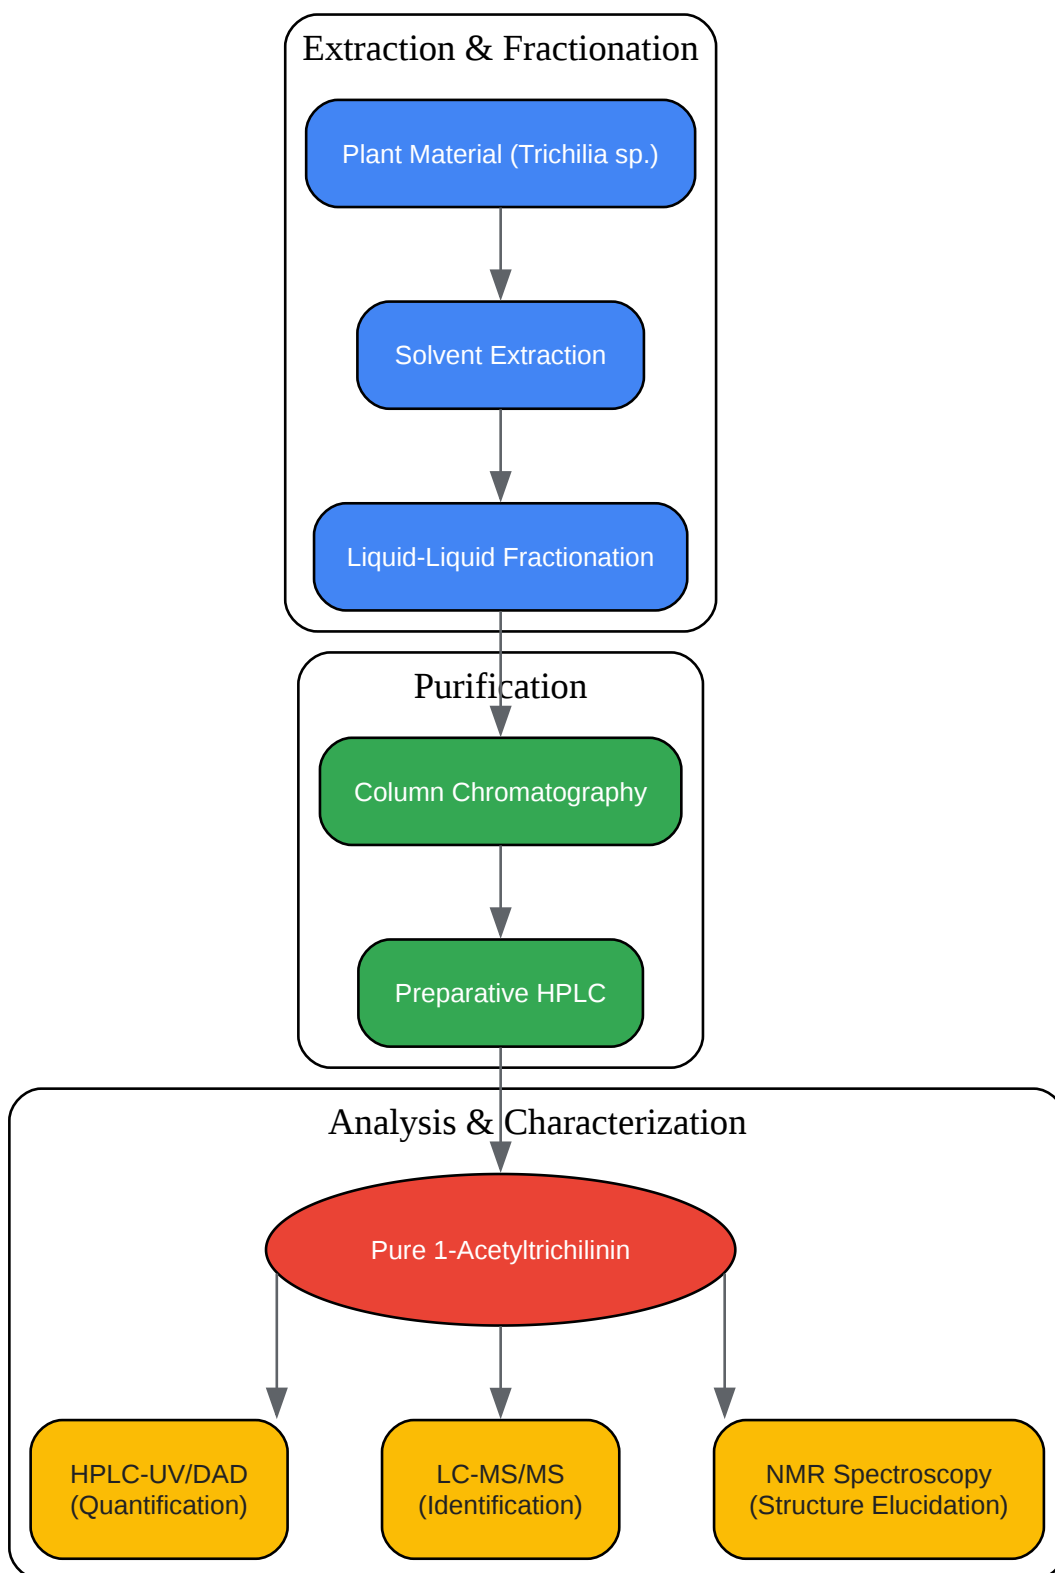 Extraction & Fractionation
Plant Material (Trichilia sp.)
Solvent Extraction
Liquid-Liquid Fractionation
Purification
Column Chromatography
Preparative HPLC
Analysis & Characterization
Pure 1-Acetyltrichilinin
HPLC-UV/DAD
(Quantification)
LC-MS/MS
(Identification)
NMR Spectroscopy
(Structure Elucidation)